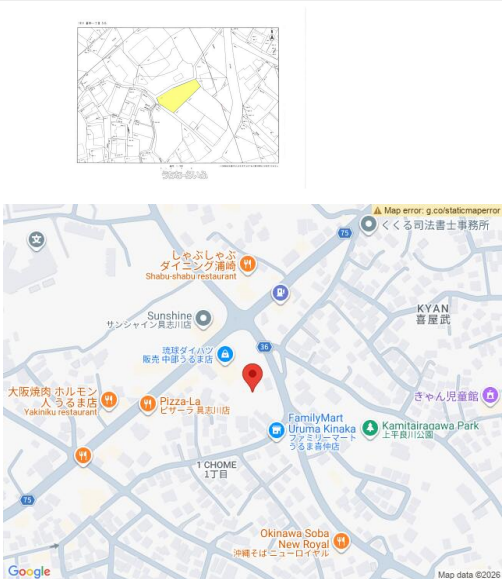 Map error: g.co/staticmaperror
75
くくる司法書士事務所
しゃぶしゃぶ
ダイニング浦崎
Shabu-shabu restaurant
KYAN
喜屋武
Sunshine
サンシャイン具志川店
36
琉球ダイハツ
販売 中部うるま店
大阪焼肉 ホルモン
人 うるま店
Yakiniku restaurant
Pizza-La
ピザーラ 具志川店
きゃん児童館
FamilyMart
Uruma Kinaka
ファミリーマート
うるま喜仲店
Kamitairagawa Park
上平良川公園
1 CHOME
1丁目
75
Okinawa Soba
New Royal
沖縄そば ニューロイヤル
Google
Map data ©2026